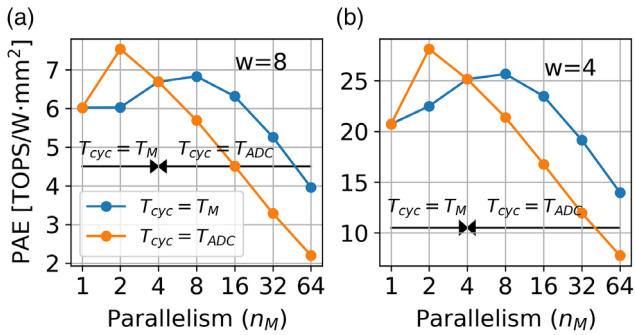 (a)
w=8
PAE [TOPS/W·mm²]
7
6
5
4
3
2
T_cyc = T_M
T_cyc = T_ADC
T_cyc = T_M
T_cyc = T_ADC
1 2 4 8 16 32 64
Parallelism (n_M)
(b)
w=4
25
20
15
10
T_cyc = T_M
T_cyc = T_ADC
1 2 4 8 16 32 64
Parallelism (n_M)